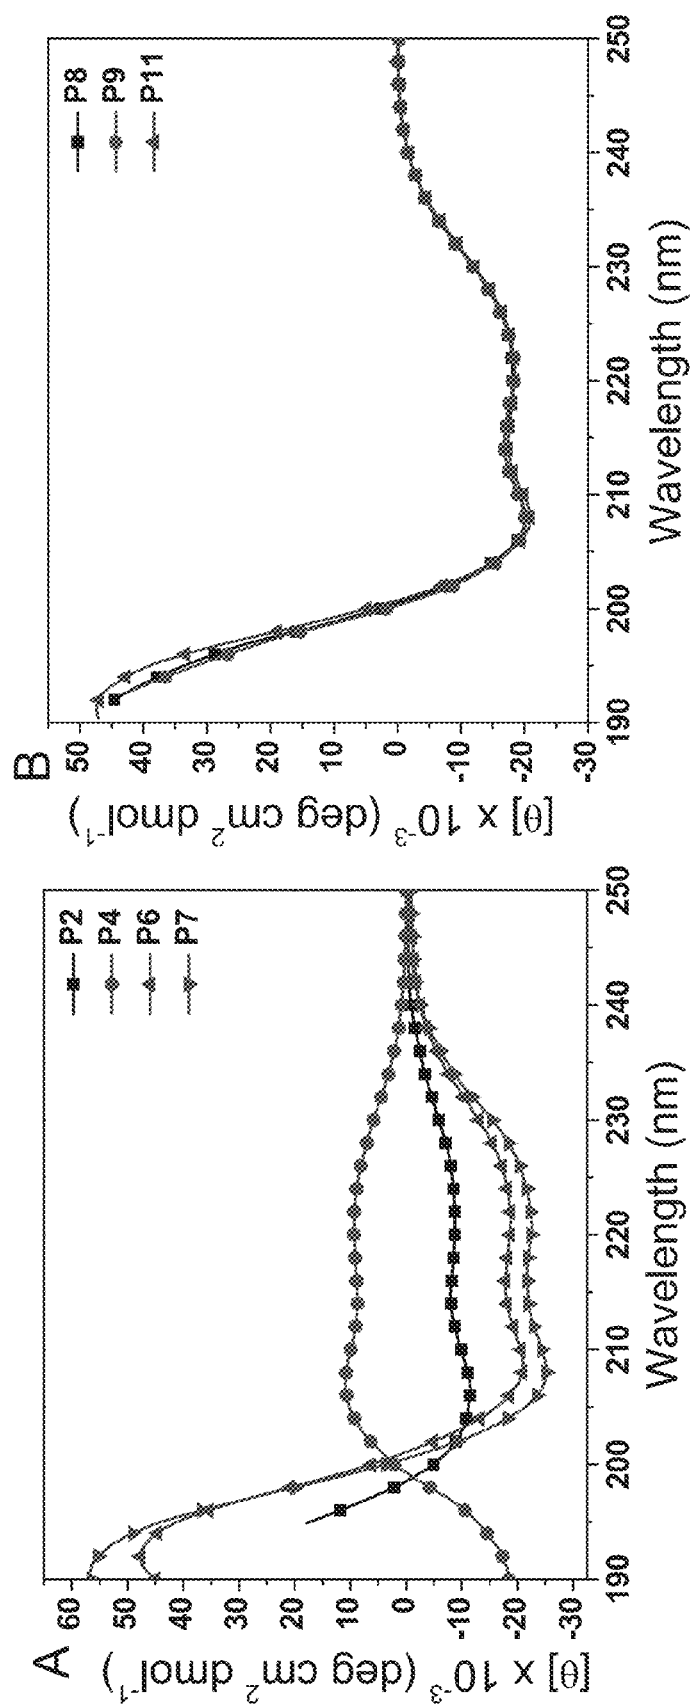 A
[θ] x 10⁻³ (deg cm² dmol⁻¹)
60
50
40
30
20
10
0
-10
-20
-30
190 200 210 220 230 240 250
Wavelength (nm)
P2
P4
P6
P7
B
[θ] x 10⁻³ (deg cm² dmol⁻¹)
50
40
30
20
10
0
-10
-20
-30
190 200 210 220 230 240 250
Wavelength (nm)
P8
P9
P11